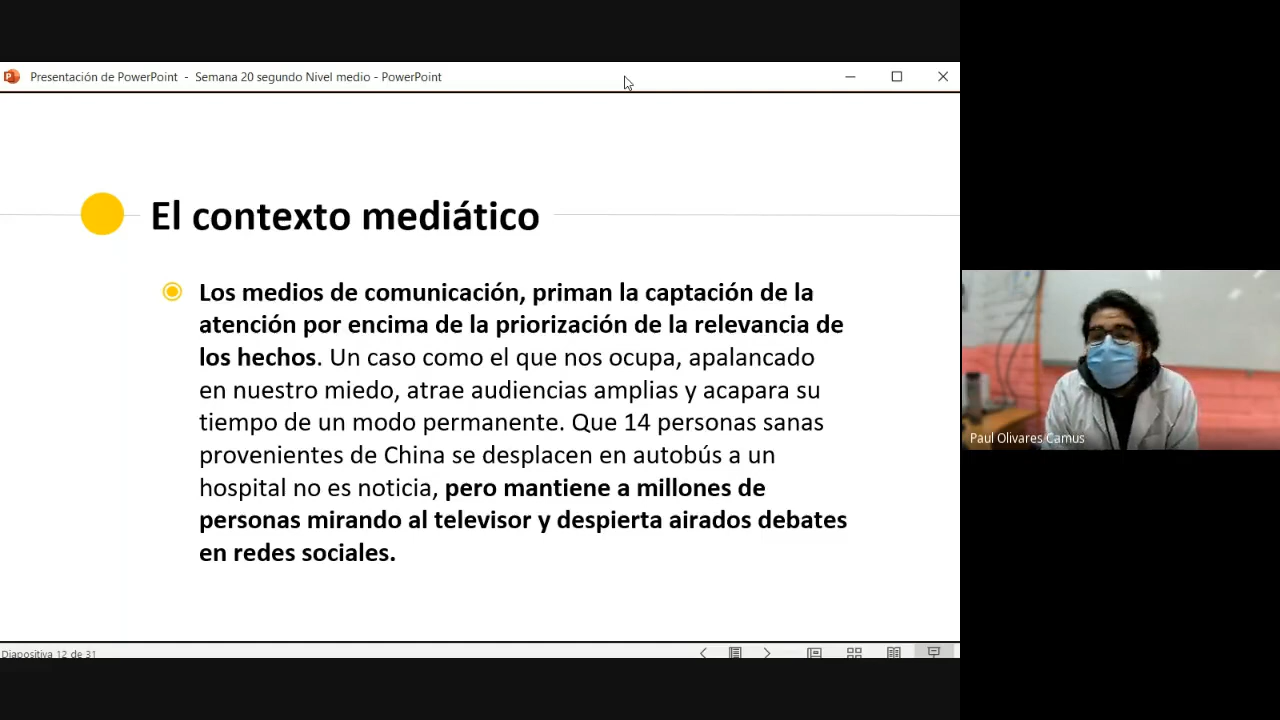 Presentación de PowerPoint - Semana 20 segundo Nivel medio - PowerPoint
El contexto mediático
Los medios de comunicación, priman la captación de la
atención por encima de la priorización de la relevancia de
los hechos. Un caso como el que nos ocupa, apalancado
en nuestro miedo, atrae audiencias amplias y acapara su
tiempo de un modo permanente. Que 14 personas sanas
provenientes de China se desplacen en autobús a un
hospital no es noticia, pero mantiene a millones de
personas mirando al televisor y despierta airados debates
en redes sociales.
Paul Olivares Camus
Diapositiva 12 de 31